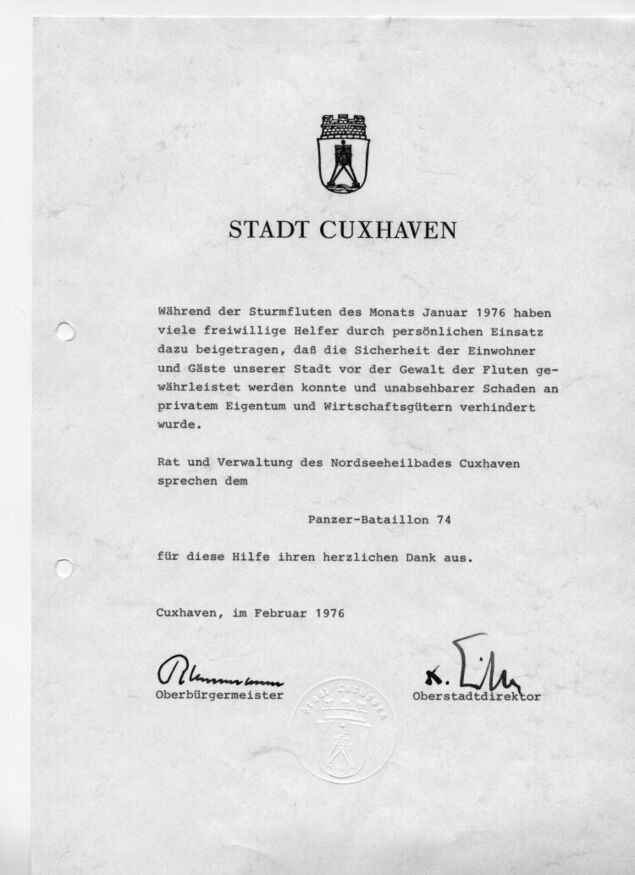 STADT CUXHAVEN
Während der Sturmfluten des Monats Januar 1976 haben
viele freiwillige Helfer durch persönlichen Einsatz
dazu beigetragen, daß die Sicherheit der Einwohner
und Gäste unserer Stadt vor der Gewalt der Fluten ge-
währleistet werden konnte und unabsehbarer Schaden an
privatem Eigentum und Wirtschaftsgütern verhindert
wurde.
Rat und Verwaltung des Nordseeheilbades Cuxhaven
sprechen dem
Panzer-Bataillon 74
für diese Hilfe ihren herzlichen Dank aus.
Cuxhaven, im Februar 1976
Oberbürgermeister
Oberstadtdirektor
Stadt Cuxhaven